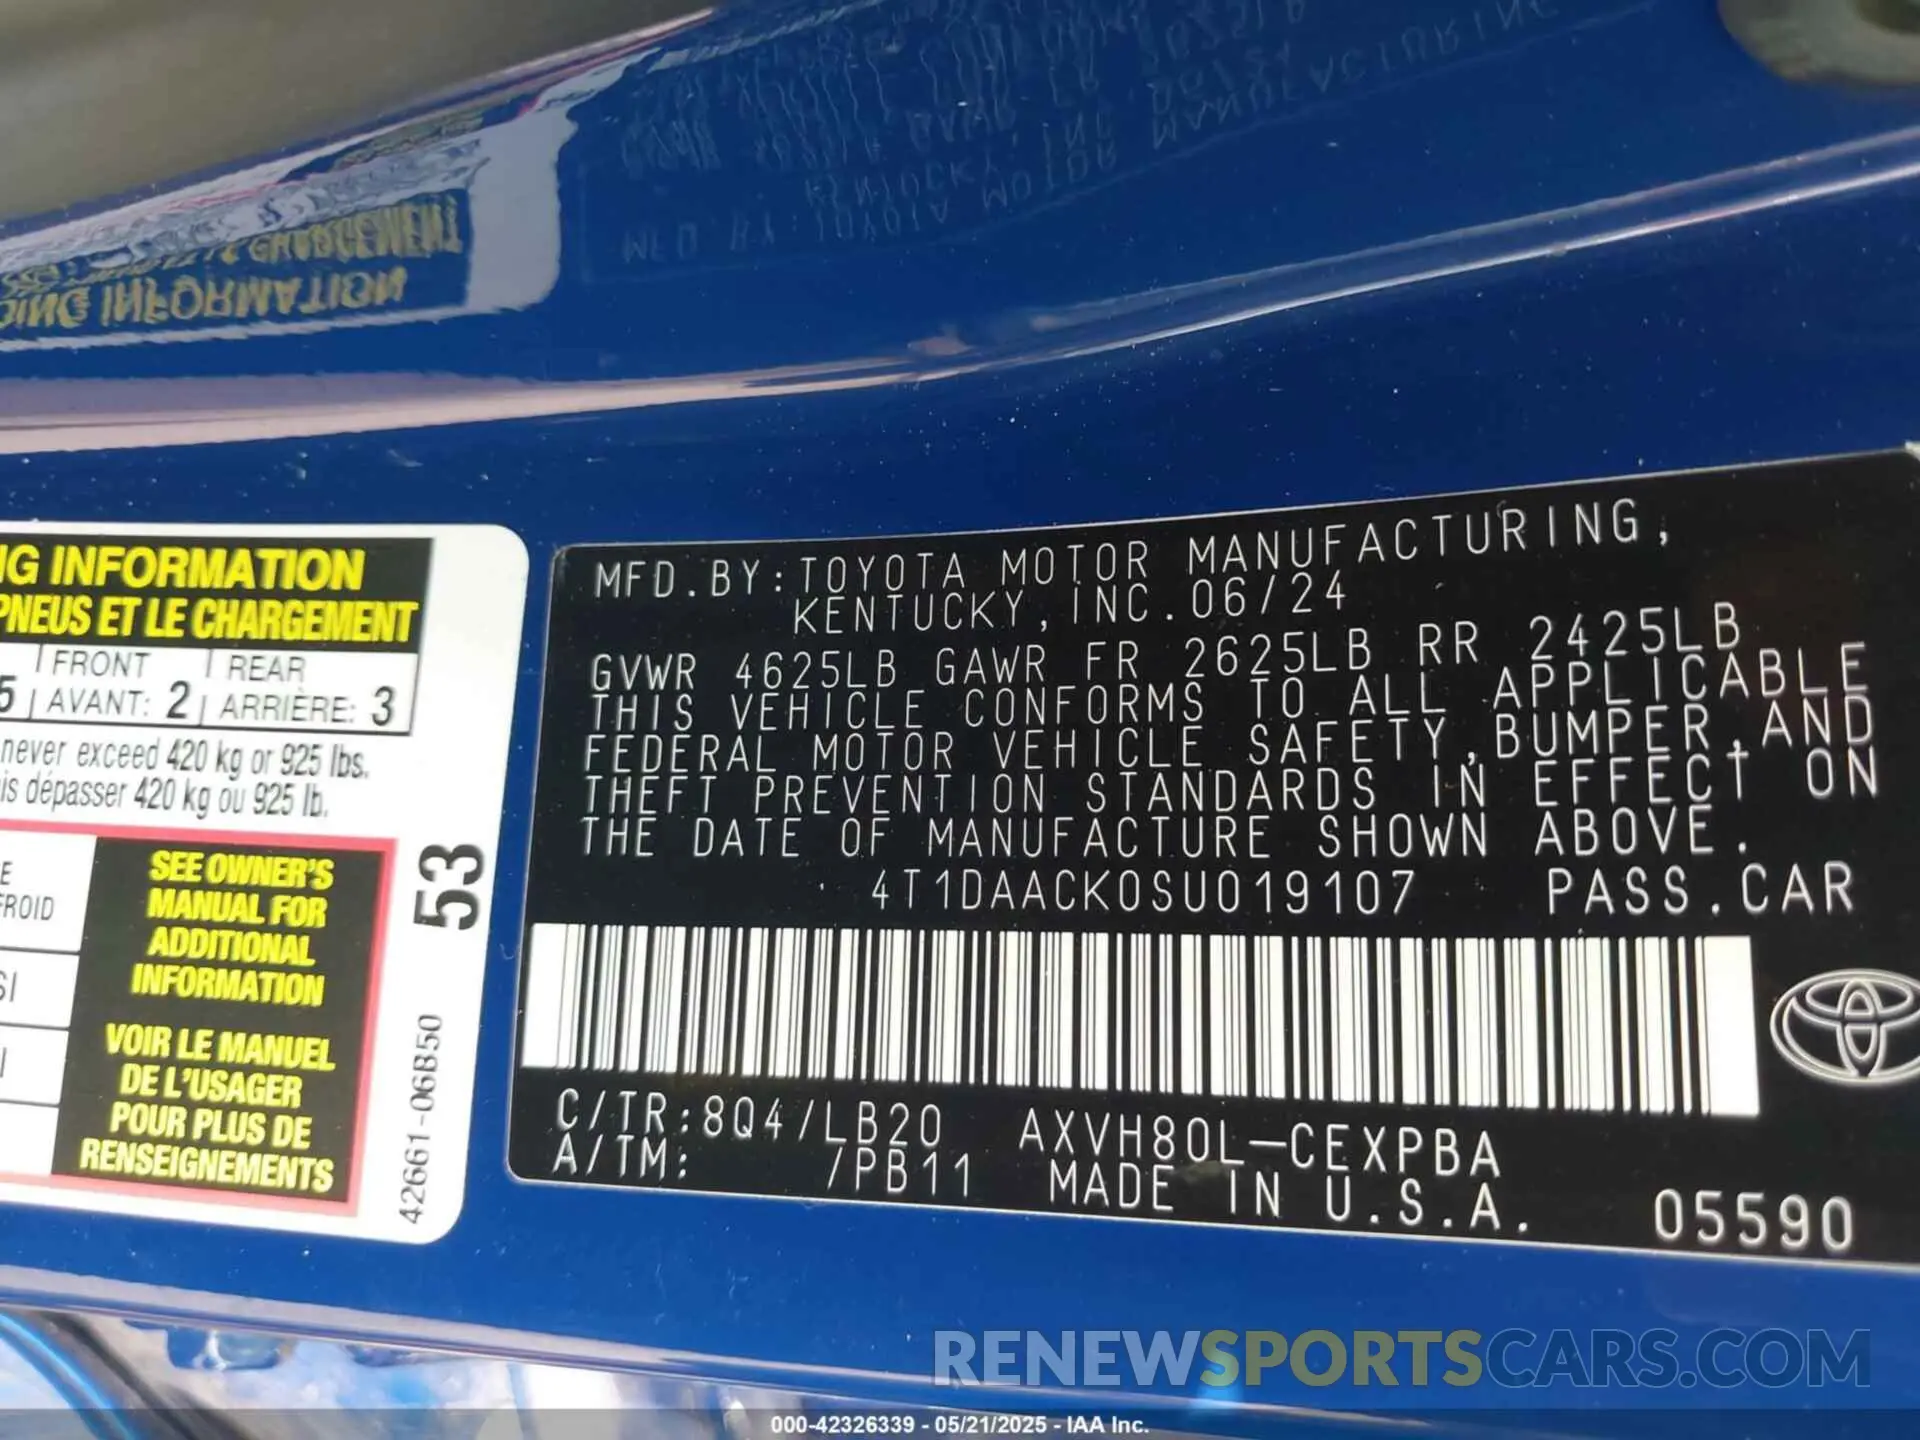 NG INFORMATION
PNEUS ET LE CHARGEMENT
5 | FRONT | REAR
AVANT: 2 | ARRIÈRE: 3
never exceed 420 kg or 925 lbs.
is dépasser 420 kg ou 925 lb.
E
FROID
SI
I
SEE OWNER'S
MANUAL FOR
ADDITIONAL
INFORMATION
VOIR LE MANUEL
DE L'USAGER
POUR PLUS DE
RENSEIGNEMENTS
53
42661-06B50
MFD.BY:TOYOTA MOTOR MANUFACTURING,
KENTUCKY,INC.06/24
GVWR 4625LB GAWR FR 2625LB RR 2425LB
THIS VEHICLE CONFORMS TO ALL APPLICABLE
FEDERAL MOTOR VEHICLE SAFETY,BUMPER,AND
THEFT PREVENTION STANDARDS IN EFFECT ON
THE DATE OF MANUFACTURE SHOWN ABOVE.
4T1DAACK0SU019107 PASS.CAR
C/TR:8Q4/LB20 AXVH80L-CEXPBA
A/TM: /PB11 MADE IN U.S.A. 05590
RENEWSPORTSCARS.COM
000-42326339 - 05/21/2025 - IAA Inc.